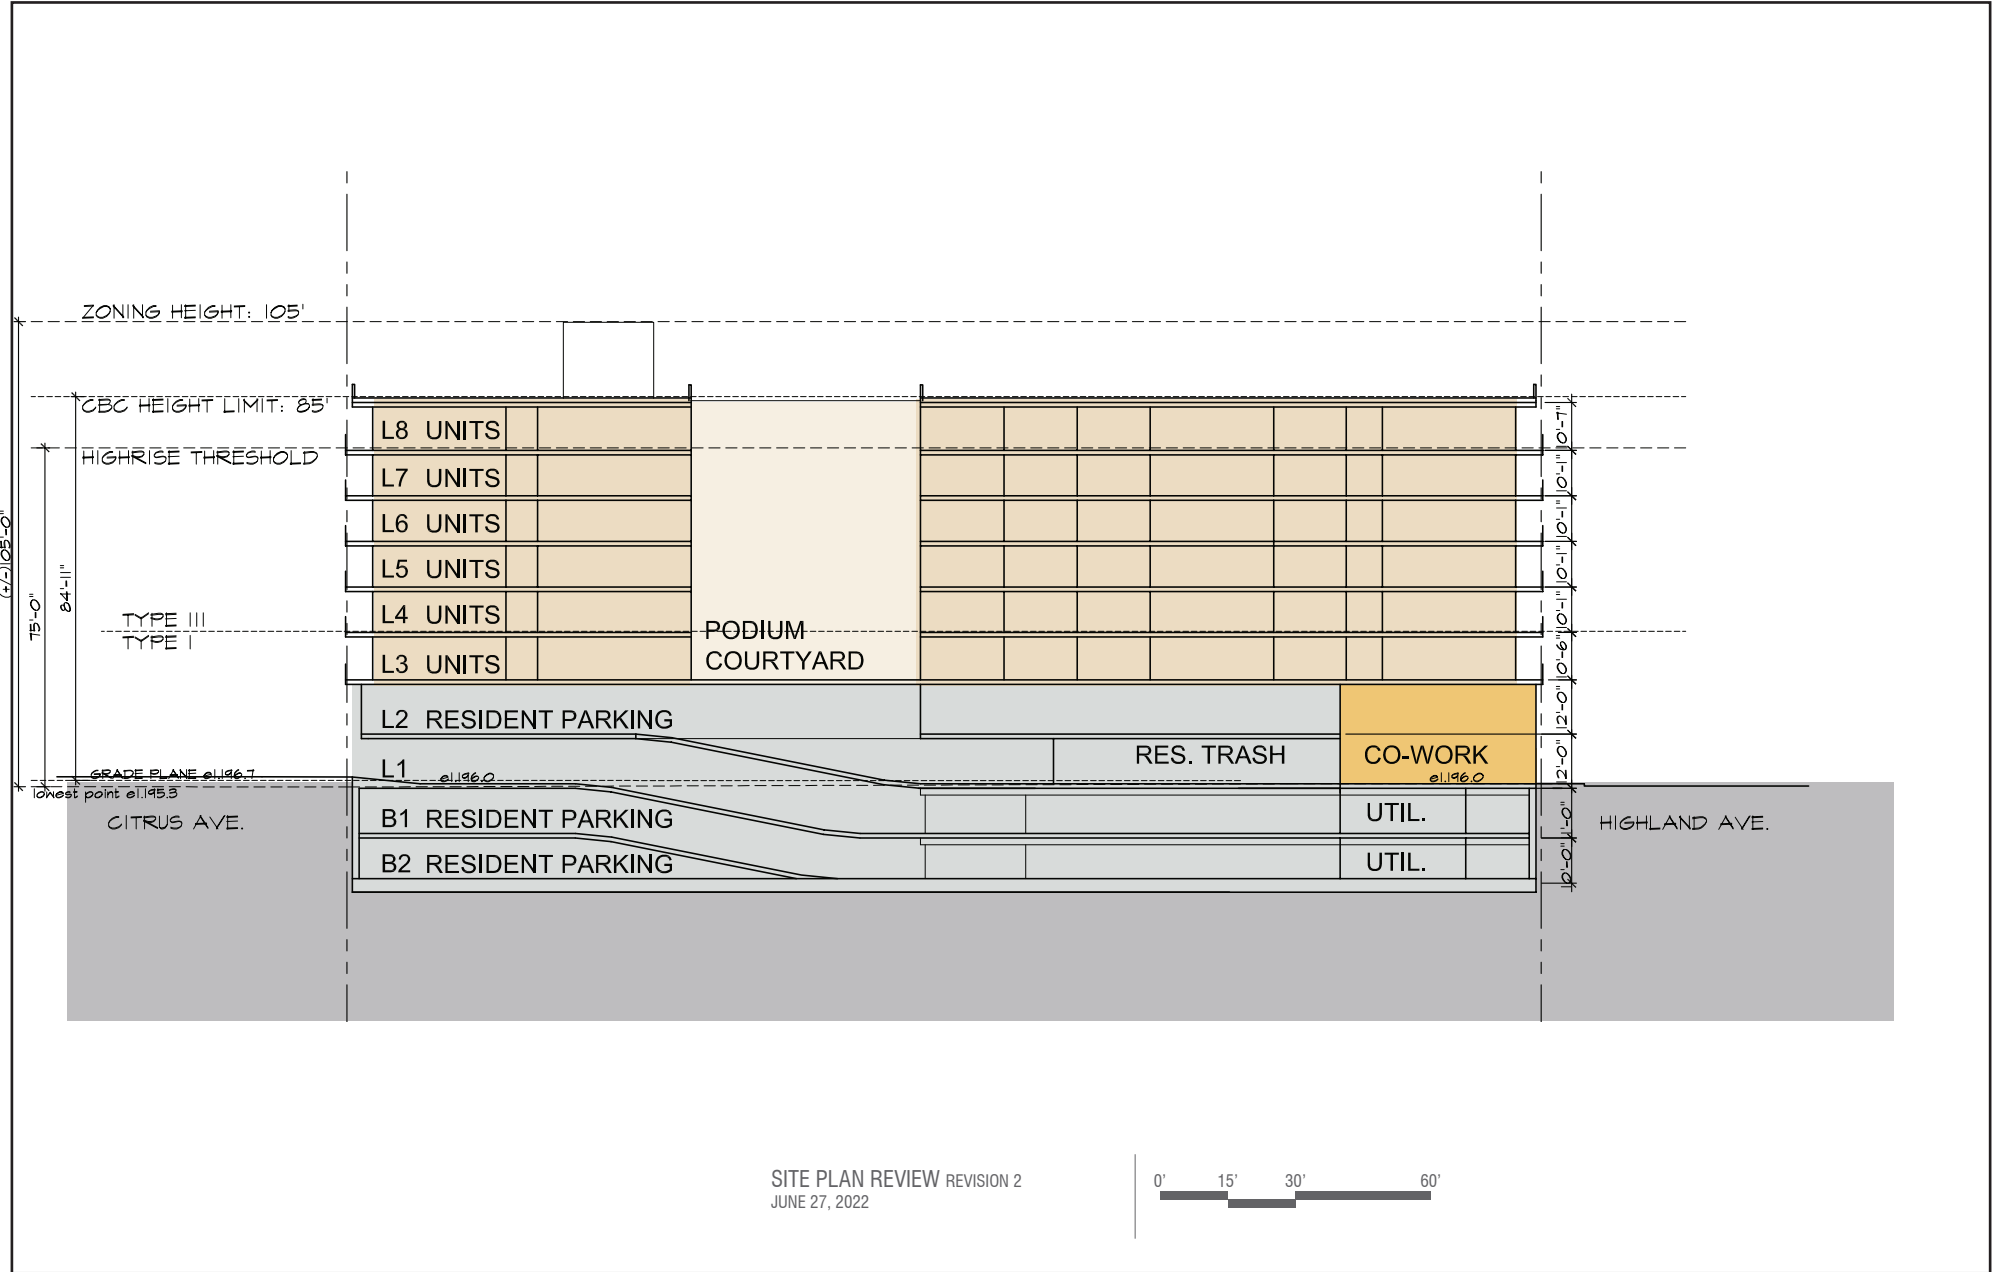 ZONING HEIGHT: 105'
CBC HEIGHT LIMIT: 85'
HIGHRISE THRESHOLD
(+/-)105'-0"
75'-0"
84'-11"
TYPE III
TYPE I
L8 UNITS
L7 UNITS
L6 UNITS
L5 UNITS
L4 UNITS
L3 UNITS
PODIUM
COURTYARD
L2 RESIDENT PARKING
RES. TRASH
CO-WORK
L1
el.196.0
el.196.0
GRADE PLANE el.196.7
lowest point el.195.3
CITRUS AVE.
B1 RESIDENT PARKING
UTIL.
B2 RESIDENT PARKING
UTIL.
HIGHLAND AVE.
10'-7"
10'-1"
10'-1"
10'-1"
10'-1"
10'-6"
12'-0"
12'-0"
10'-0"
SITE PLAN REVIEW REVISION 2
JUNE 27, 2022
0' 15' 30' 60'